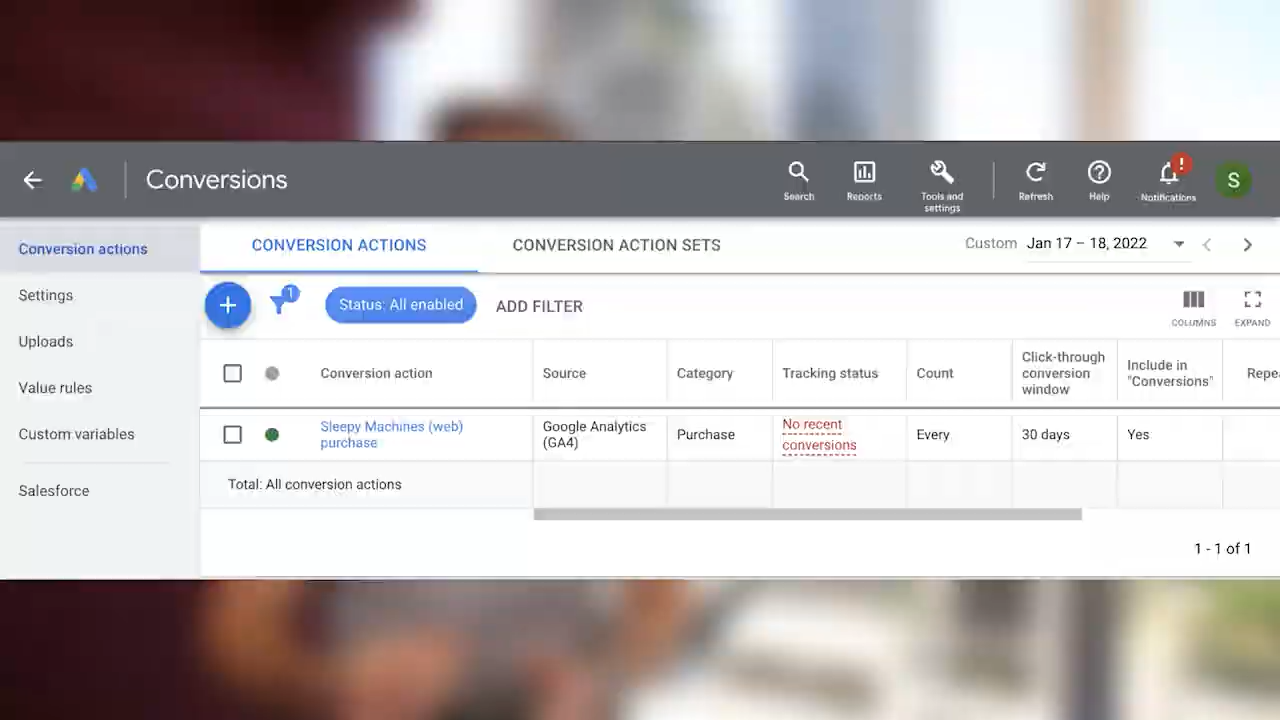 Conversions
Search
Reports
Tools and
settings
Refresh
Help
!
Notifications
S
Conversion actions
Settings
Uploads
Value rules
Custom variables
Salesforce
CONVERSION ACTIONS
CONVERSION ACTION SETS
Custom Jan 17 – 18, 2022
+
1
Status: All enabled
ADD FILTER
COLUMNS
EXPAND
Conversion action
Source
Category
Tracking status
Count
Click-through
conversion
window
Include in
"Conversions"
Repea
Sleepy Machines (web)
purchase
Google Analytics
(GA4)
Purchase
No recent
conversions
Every
30 days
Yes
Total: All conversion actions
1 - 1 of 1